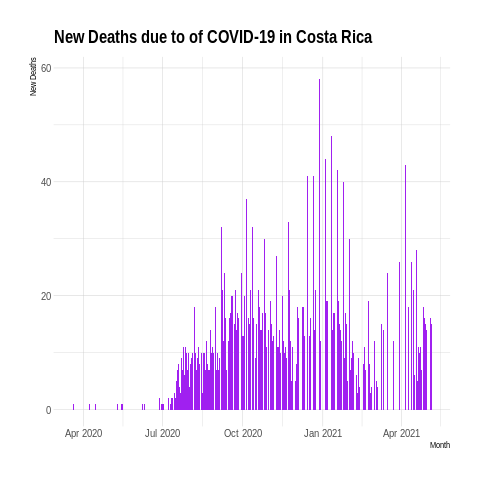 New Deaths due to of COVID-19 in Costa Rica
New Deaths
60
40
20
0
Apr 2020 Jul 2020 Oct 2020 Jan 2021 Apr 2021
Month